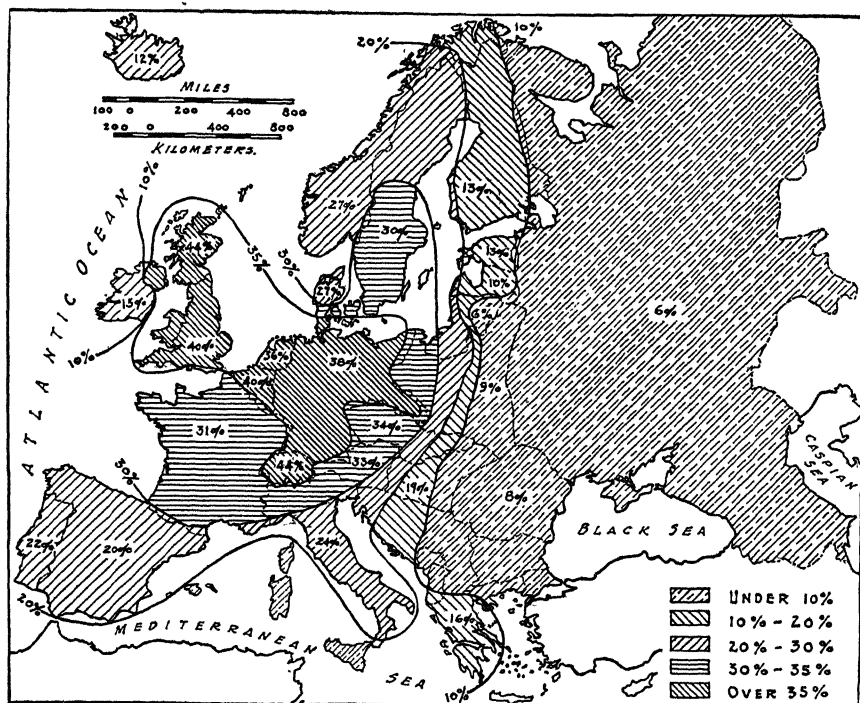 12%
MILES
100 0 200 400 800
200 0 400 800
KILOMETERS.
20%
10%
10%
ATLANTIC OCEAN
44%
13%
10%
40%
35%
30%
27%
27%
30%
13%
13%
10%
6%
6%
9%
36%
40%
38%
34%
33%
31%
44%
30%
19%
8%
22%
20%
20%
24%
16%
10%
CASPIAN SEA
BLACK SEA
MEDITERRANEAN SEA
UNDER 10%
10% - 20%
20% - 30%
30% - 35%
OVER 35%